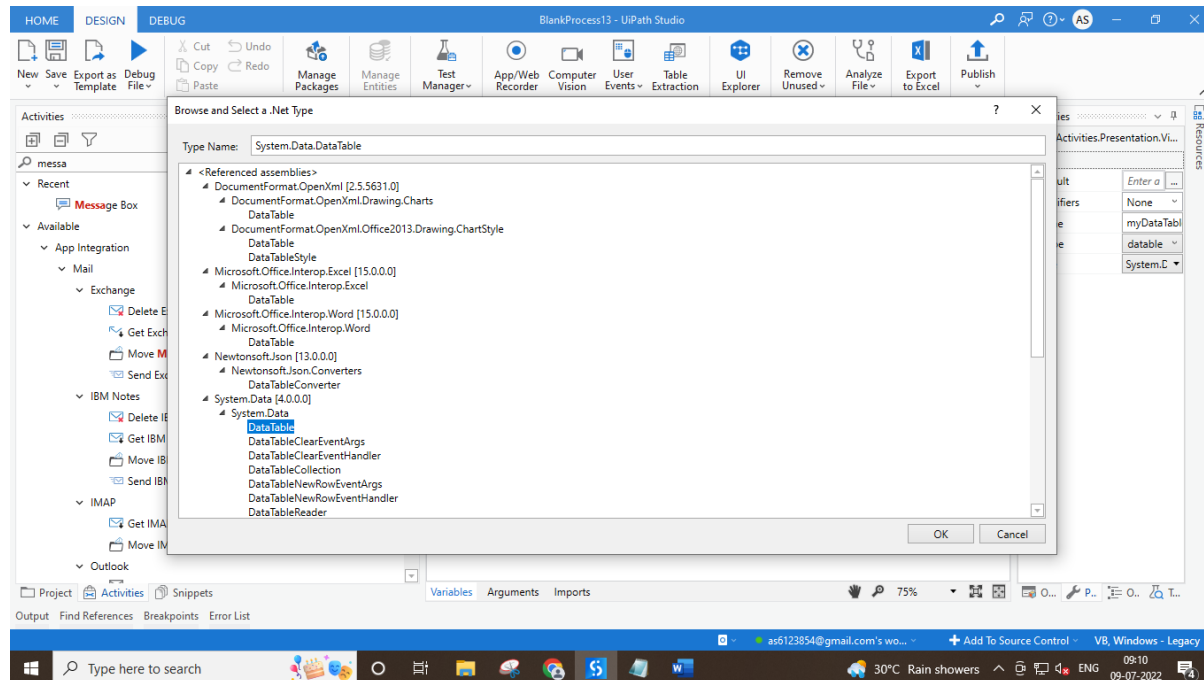 HOME DESIGN DEBUG BlankProcess13 - UiPath Studio AS
New Save Export as Template Debug File Cut Copy Paste Undo Redo Manage Packages Manage Entities Test Manager App/Web Recorder Computer Vision User Events Table Extraction UI Explorer Remove Unused Analyze File Export to Excel Publish
Activities
messa
Recent
Message Box
Available
App Integration
Mail
Exchange
Delete E
Get Exch
Move M
Send Exc
IBM Notes
Delete IB
Get IBM
Move IB
Send IBM
IMAP
Get IMA
Move IM
Outlook
Browse and Select a .Net Type ?
Type Name: System.Data.DataTable
<Referenced assemblies>
DocumentFormat.OpenXml [2.5.5631.0]
DocumentFormat.OpenXml.Drawing.Charts
DataTable
DocumentFormat.OpenXml.Office2013.Drawing.ChartStyle
DataTable
DataTableStyle
Microsoft.Office.Interop.Excel [15.0.0.0]
Microsoft.Office.Interop.Excel
DataTable
Microsoft.Office.Interop.Word [15.0.0.0]
Microsoft.Office.Interop.Word
DataTable
Newtonsoft.Json [13.0.0.0]
Newtonsoft.Json.Converters
DataTableConverter
System.Data [4.0.0.0]
System.Data
DataTable
DataTableClearEventArgs
DataTableClearEventHandler
DataTableCollection
DataTableNewRowEventArgs
DataTableNewRowEventHandler
DataTableReader
OK Cancel
ies
Activities.Presentation.Vi...
ult Enter a ...
ifiers None
e myDataTabl
pe datable
System.D
Resources
Project Activities Snippets Variables Arguments Imports 75% O... P... O.. T...
Output Find References Breakpoints Error List
as6123854@gmail.com's wo... Add To Source Control VB, Windows - Legacy
Type here to search 30°C Rain showers ENG 09:10
09-07-2022 4